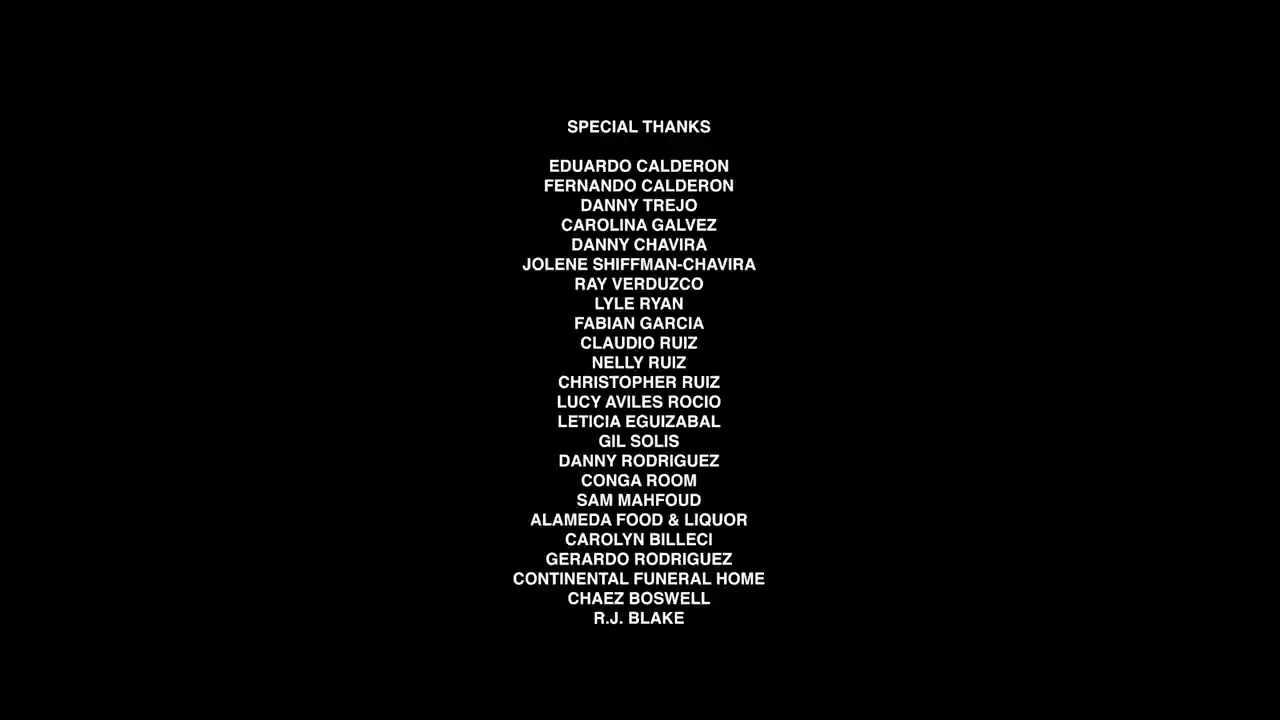 SPECIAL THANKS
EDUARDO CALDERON
FERNANDO CALDERON
DANNY TREJO
CAROLINA GALVEZ
DANNY CHAVIRA
JOLENE SHIFFMAN-CHAVIRA
RAY VERDUZCO
LYLE RYAN
FABIAN GARCIA
CLAUDIO RUIZ
NELLY RUIZ
CHRISTOPHER RUIZ
LUCY AVILES ROCIO
LETICIA EGUIZABAL
GIL SOLIS
DANNY RODRIGUEZ
CONGA ROOM
SAM MAHFOUD
ALAMEDA FOOD & LIQUOR
CAROLYN BILLECI
GERARDO RODRIGUEZ
CONTINENTAL FUNERAL HOME
CHAEZ BOSWELL
R.J. BLAKE